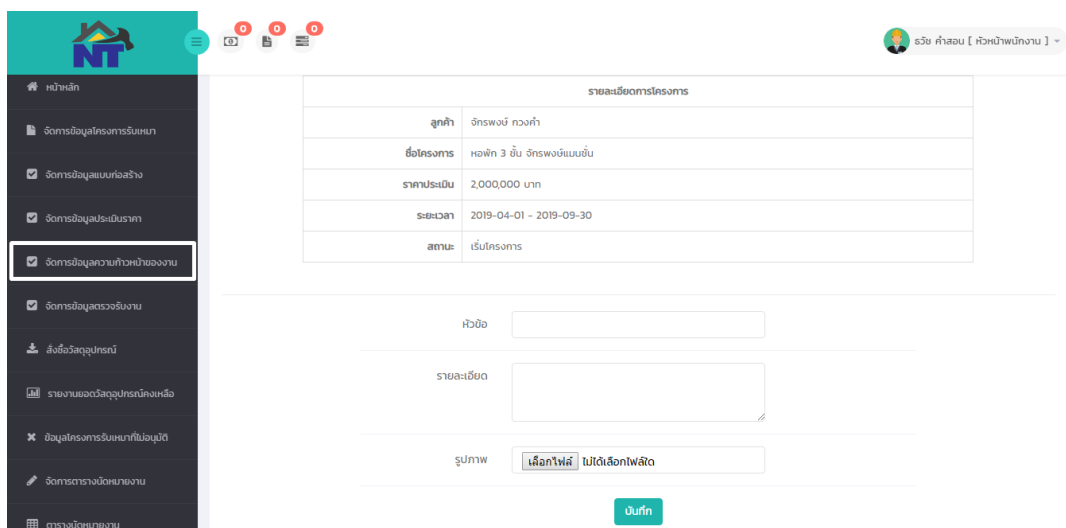 NT
0 0 0
ธวัช คำสอน [ หัวหน้าพนักงาน ]
หน้าหลัก
จัดการข้อมูลโครงการรับเหมา
จัดการข้อมูลแบบก่อสร้าง
จัดการข้อมูลประเมินราคา
จัดการข้อมูลความก้าวหน้าของงาน
จัดการข้อมูลตรวจรับงาน
สั่งซื้อวัสดุอุปกรณ์
รายงานยอดวัสดุอุปกรณ์คงเหลือ
ข้อมูลโครงการรับเหมาที่ไม่อนุมัติ
จัดการตารางนัดหมายงาน
ตารางนัดหมายงาน
รายละเอียดการโครงการ
ลูกค้า จักรพงษ์ กวงคำ
ชื่อโครงการ หอพัก 3 ชั้น จักรพงษ์แมนชั่น
ราคาประเมิน 2,000,000 บาท
ระยะเวลา 2019-04-01 - 2019-09-30
สถานะ เริ่มโครงการ
หัวข้อ
รายละเอียด
รูปภาพ เลือกไฟล์ ไม่ได้เลือกไฟล์ใด
บันทึก